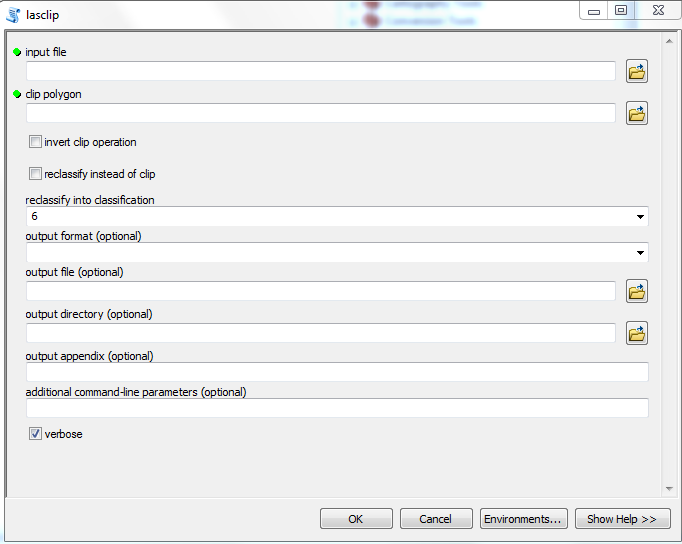 lasclip
input file
clip polygon
invert clip operation
reclassify instead of clip
reclassify into classification
6
output format (optional)
output file (optional)
output directory (optional)
output appendix (optional)
additional command-line parameters (optional)
verbose
OK Cancel Environments... Show Help >>